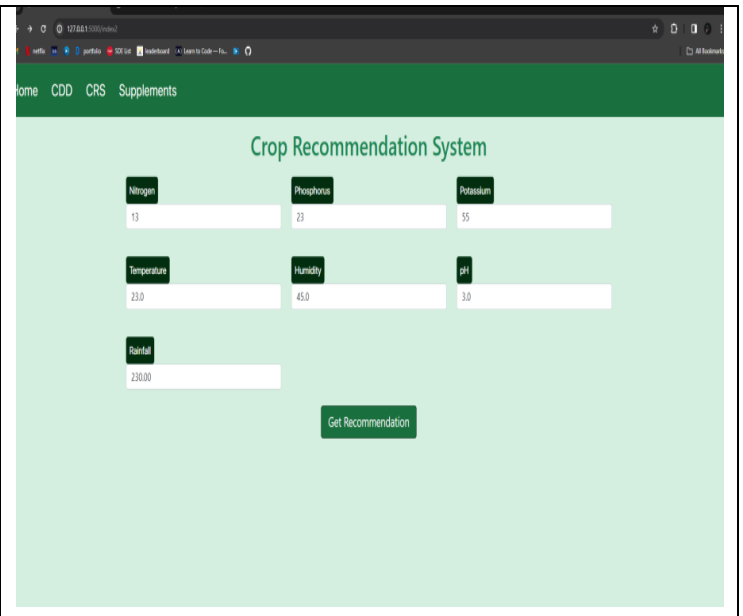 127.0.0.1:5000/index2
netflix portfolio SDE List leaderboard Learn to Code — Fo...
All Bookmarks
Home CDD CRS Supplements
Crop Recommendation System
Nitrogen Phosphorus Potassium
13 23 55
Temperature Humidity pH
23.0 45.0 3.0
Rainfall
230.00
Get Recommendation